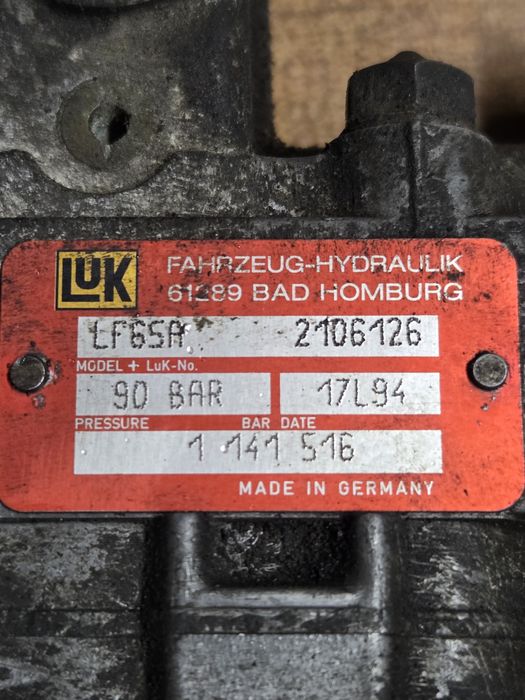 LUK
FAHRZEUG-HYDRAULIK
61289 BAD HOMBURG
LF6SA 2106126
MODEL + LuK-No.
90 BAR 17L94
PRESSURE BAR DATE
1 141 516
MADE IN GERMANY